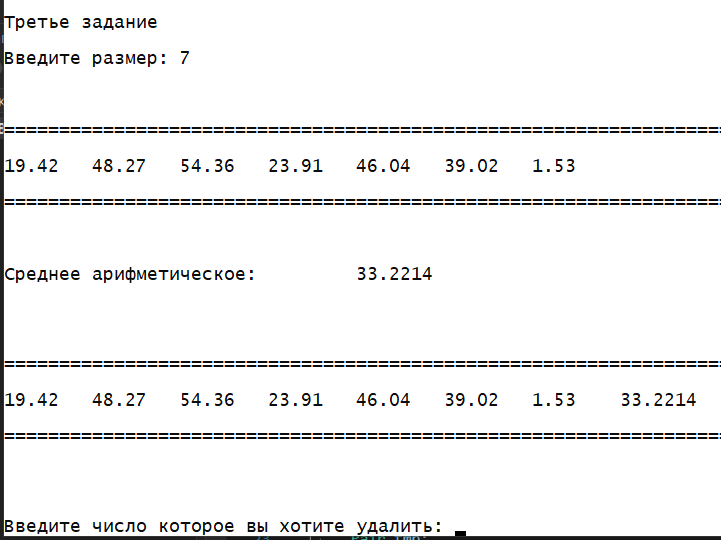 Третье задание
Введите размер: 7
=================================================================
19.42 48.27 54.36 23.91 46.04 39.02 1.53
=================================================================
Среднее арифметическое: 33.2214
=================================================================
19.42 48.27 54.36 23.91 46.04 39.02 1.53 33.2214
=================================================================
Введите число которое вы хотите удалить: